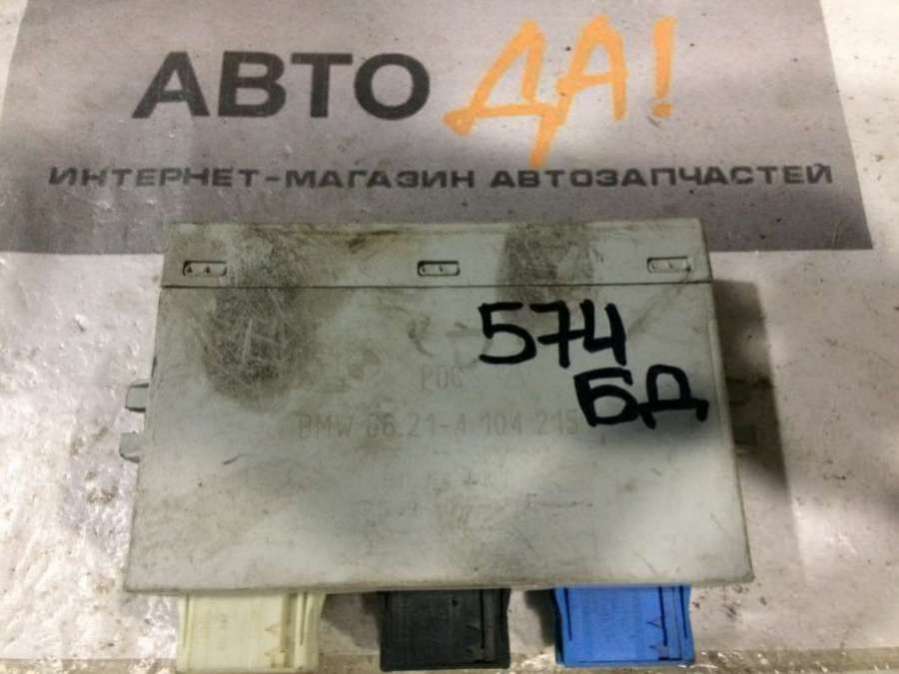 АВТО ДА!
ИНТЕРНЕТ-МАГАЗИН АВТОЗАПЧАСТЕЙ
574
БД
PDC
BMW 66.21-4 104 215